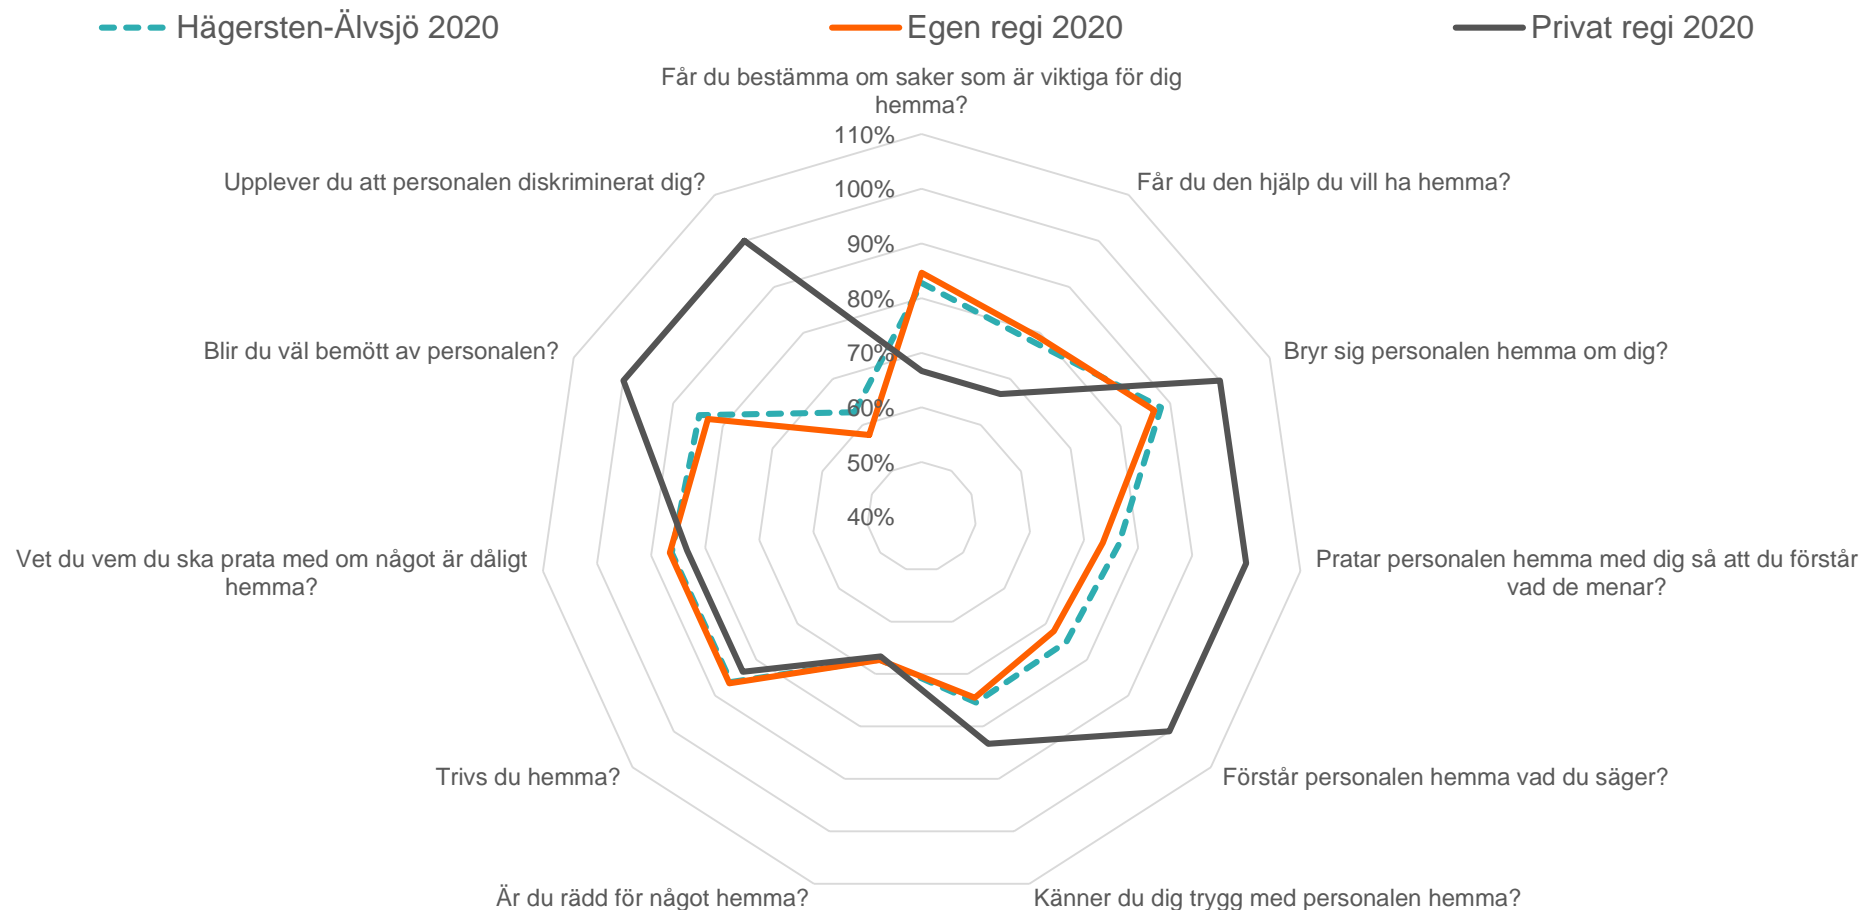 Hägersten-Älvsjö 2020
Egen regi 2020
Privat regi 2020
Får du bestämma om saker som är viktiga för dig
hemma?
110%
100%
90%
80%
70%
60%
50%
40%
Får du den hjälp du vill ha hemma?
Bryr sig personalen hemma om dig?
Pratar personalen hemma med dig så att du förstår
vad de menar?
Förstår personalen hemma vad du säger?
Känner du dig trygg med personalen hemma?
Är du rädd för något hemma?
Trivs du hemma?
Vet du vem du ska prata med om något är dåligt
hemma?
Blir du väl bemött av personalen?
Upplever du att personalen diskriminerat dig?